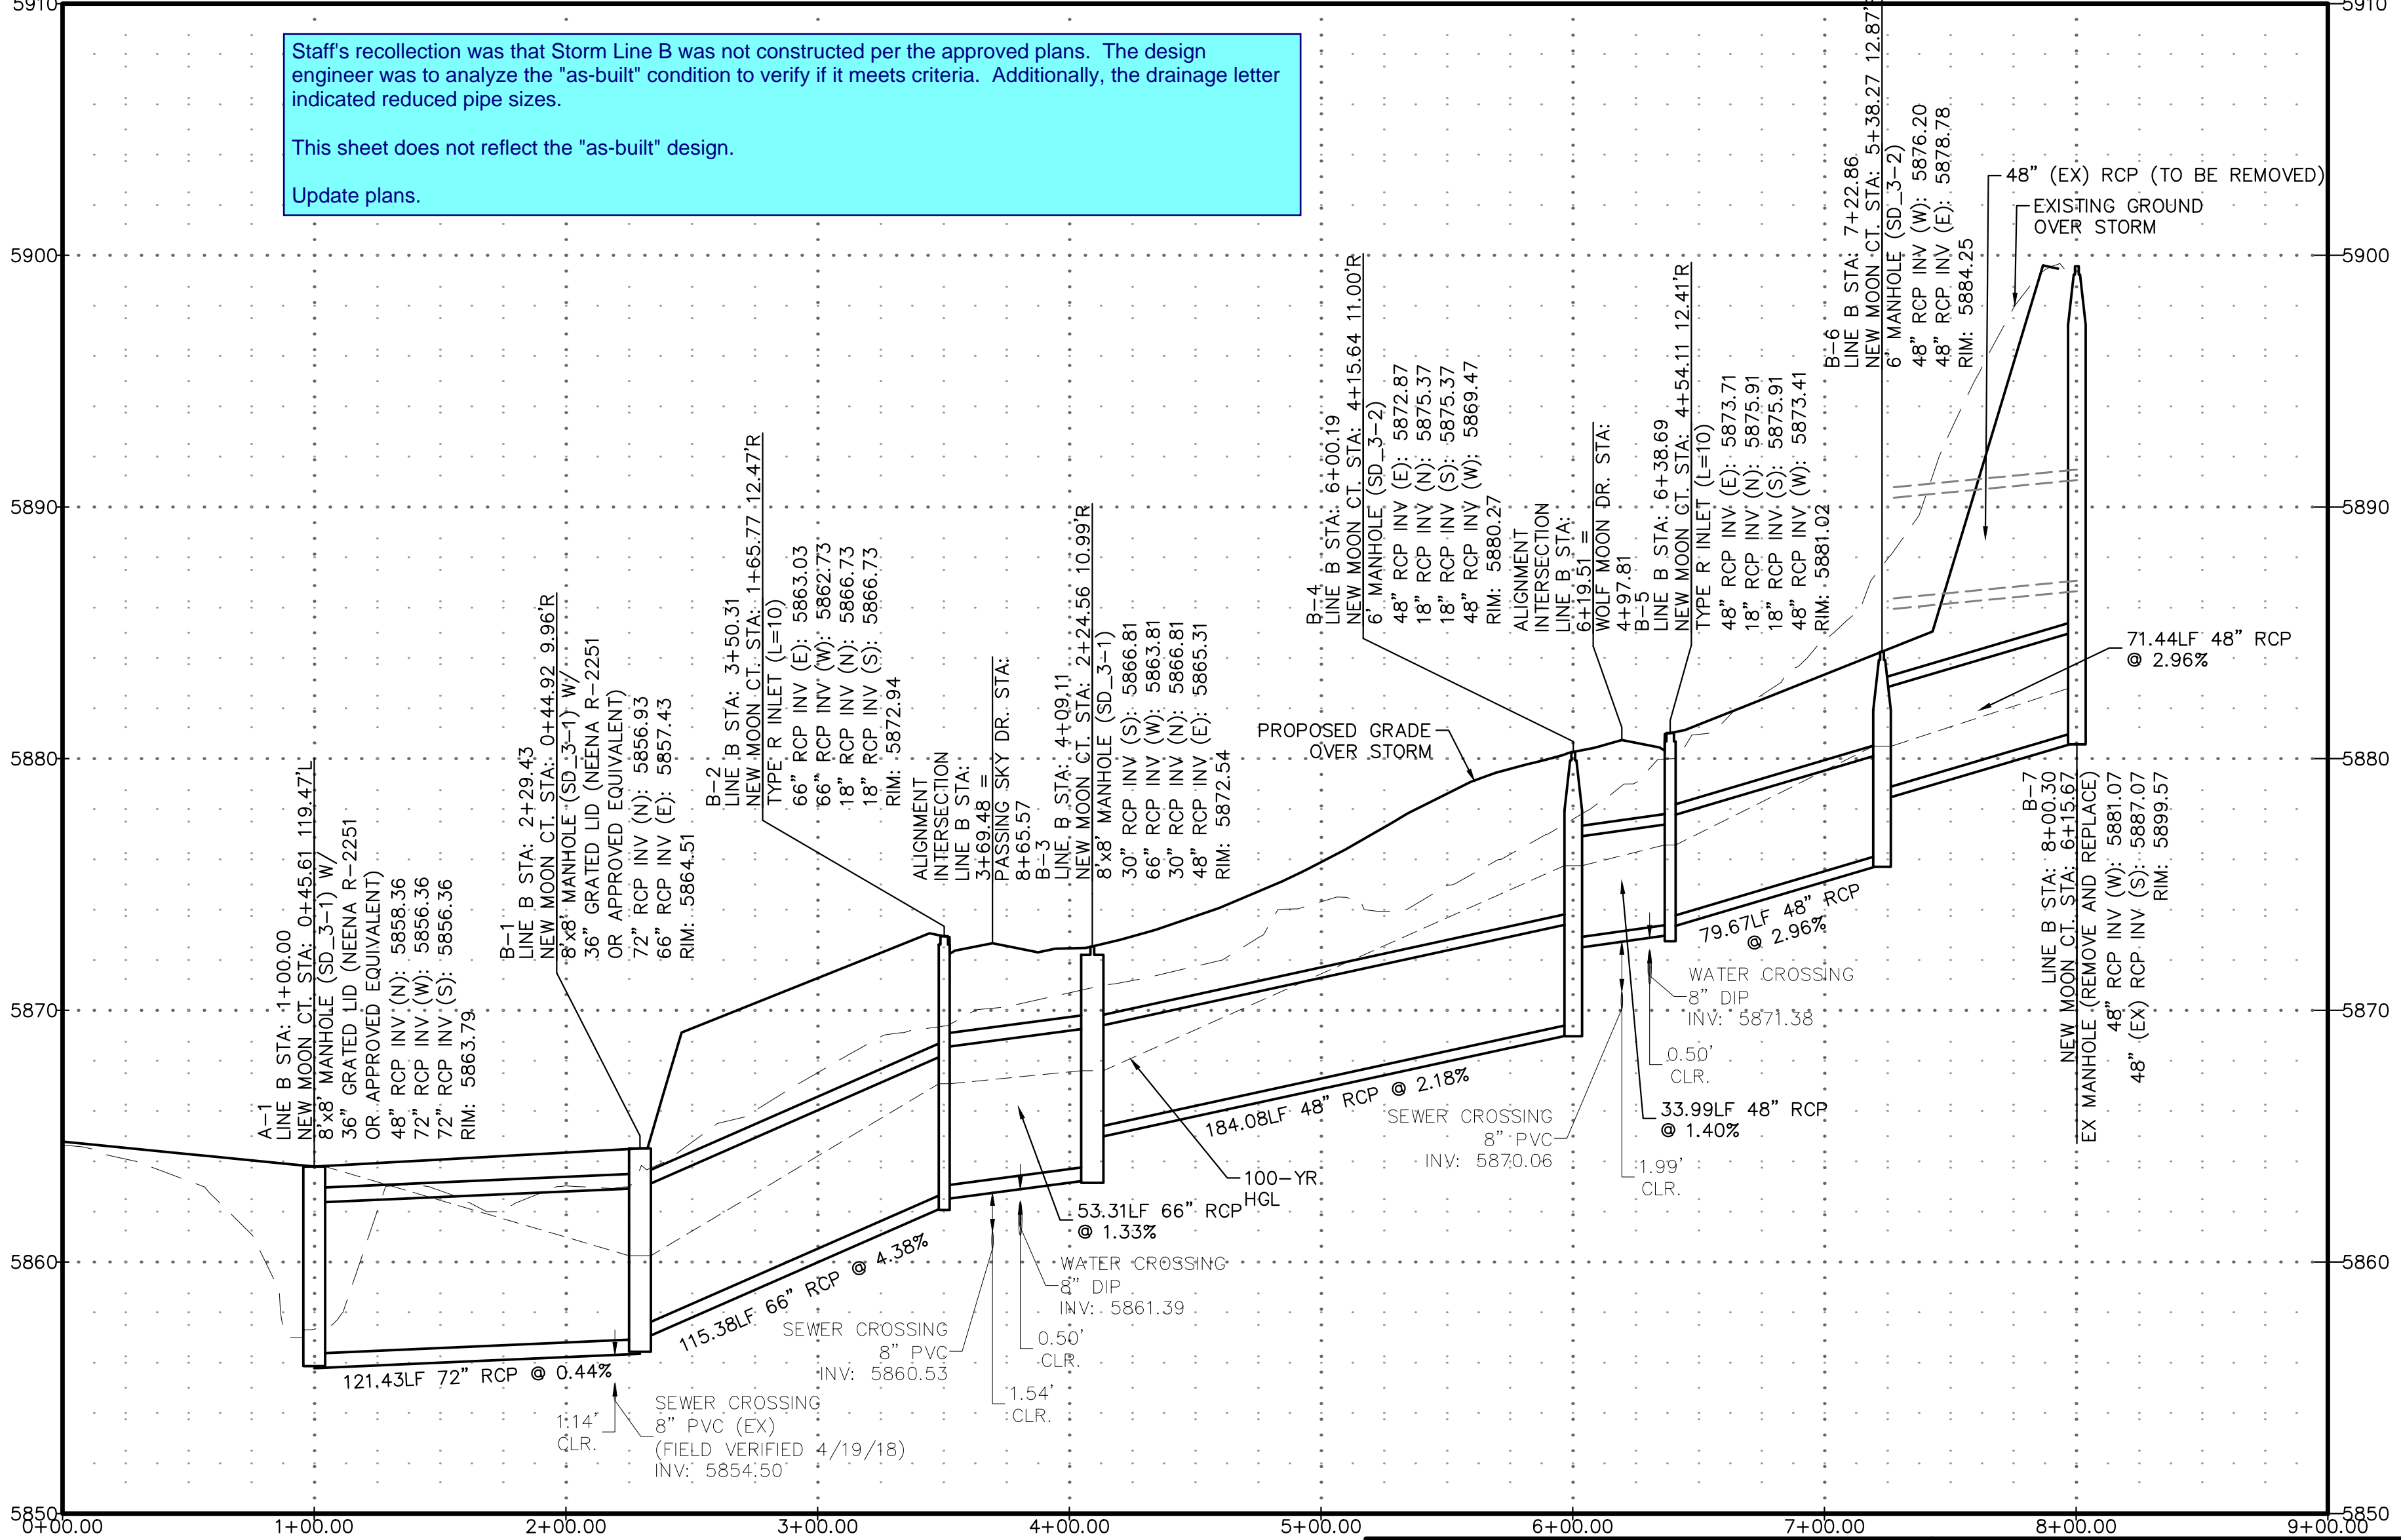 5910
5910
Staff's recollection was that Storm Line B was not constructed per the approved plans. The design
engineer was to analyze the "as-built" condition to verify if it meets criteria. Additionally, the drainage letter
indicated reduced pipe sizes.
This sheet does not reflect the "as-built" design.
Update plans.
5900
5900
5890
5890
5880
5880
5870
5870
5860
5860
5850
5850
A-1
LINE B STA: 1+00.00
NEW MOON CT. STA: 0+45.61 119.47'L
8'x8' MANHOLE (SD_3-1) W/
36" GRATED LID (NEENA R-2251
OR APPROVED EQUIVALENT)
48" RCP INV (N): 5858.36
72" RCP INV (W): 5856.36
72" RCP INV (S): 5856.36
RIM: 5863.79
B-1
LINE B STA: 2+29.43
NEW MOON CT. STA: 0+44.92 9.96'R
8'x8' MANHOLE (SD_3-1) W/
36" GRATED LID (NEENA R-2251
OR APPROVED EQUIVALENT)
72" RCP INV (N): 5856.93
66" RCP INV (E): 5857.43
RIM: 5864.51
B-2
LINE B STA: 3+50.31
NEW MOON CT. STA: 1+65.77 12.47'R
TYPE R INLET (L=10)
66" RCP INV (E): 5863.03
66" RCP INV (W): 5862.73
18" RCP INV (N): 5866.73
18" RCP INV (S): 5866.73
RIM: 5872.94
ALIGNMENT
INTERSECTION
LINE B STA:
3+69.48 =
PASSING SKY DR. STA:
8+65.57
B-3
LINE B STA: 4+09.11
NEW MOON CT. STA: 2+24.56 10.99'R
8'x8' MANHOLE (SD_3-1)
30" RCP INV (S): 5866.81
66" RCP INV (W): 5863.81
30" RCP INV (N): 5866.81
48" RCP INV (E): 5865.31
RIM: 5872.54
B-4
LINE B STA: 6+00.19
NEW MOON CT. STA: 4+15.64 11.00'R
6' MANHOLE (SD_3-2)
48" RCP INV (E): 5872.87
18" RCP INV (N): 5875.37
18" RCP INV (S): 5875.37
48" RCP INV (W): 5869.47
RIM: 5880.27
ALIGNMENT
INTERSECTION
LINE B STA:
6+19.51 =
WOLF MOON DR. STA:
4+97.81
B-5
LINE B STA: 6+38.69
NEW MOON CT. STA: 4+54.11 12.41'R
TYPE R INLET (L=10)
48" RCP INV (E): 5873.71
18" RCP INV (N): 5875.91
18" RCP INV (S): 5875.91
48" RCP INV (W): 5873.41
RIM: 5881.02
B-6
LINE B STA: 7+22.86
NEW MOON CT. STA: 5+38.27 12.87'
6' MANHOLE (SD_3-2)
48" RCP INV (W): 5876.20
48" RCP INV (E): 5878.78
RIM: 5884.25
48" (EX) RCP (TO BE REMOVED)
EXISTING GROUND
OVER STORM
71.44LF 48" RCP
@ 2.96%
PROPOSED GRADE
OVER STORM
B-7
LINE B STA: 8+00.30
NEW MOON CT. STA: 6+15.67
EX MANHOLE (REMOVE AND REPLACE)
48" RCP INV (W): 5881.07
48" (EX) RCP INV (S): 5887.07
RIM: 5899.57
79.67LF 48" RCP
@ 2.96%
WATER CROSSING
8" DIP
INV: 5871.38
0.50'
CLR.
33.99LF 48" RCP
@ 1.40%
SEWER CROSSING
8" PVC
INV: 5870.06
1.99'
CLR.
184.08LF 48" RCP @ 2.18%
100-YR
HGL
53.31LF 66" RCP
@ 1.33%
WATER CROSSING
8" DIP
INV: 5861.39
0.50'
CLR.
SEWER CROSSING
8" PVC
INV: 5860.53
1.54'
CLR.
115.38LF 66" RCP @ 4.38%
121.43LF 72" RCP @ 0.44%
1.14'
CLR.
SEWER CROSSING
8" PVC (EX)
(FIELD VERIFIED 4/19/18)
INV: 5854.50
0+00.00 1+00.00 2+00.00 3+00.00 4+00.00 5+00.00 6+00.00 7+00.00 8+00.00 9+00.00